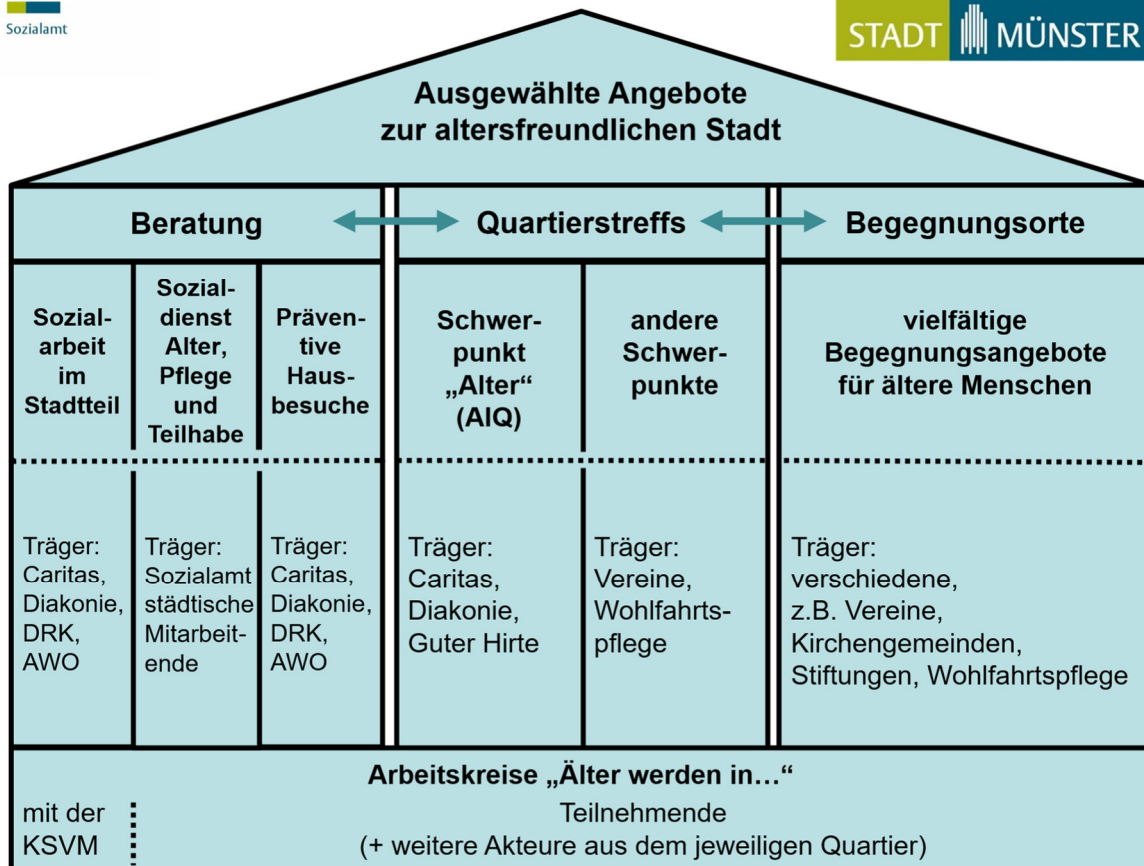 Sozialamt
STADT MÜNSTER
Ausgewählte Angebote
zur altersfreundlichen Stadt
Beratung
Quartierstreffs
Begegnungsorte
Sozial-
arbeit
im
Stadtteil
Sozial-
dienst
Alter,
Pflege
und
Teilhabe
Präven-
tive
Haus-
besuche
Schwer-
punkt
„Alter“
(AIQ)
andere
Schwer-
punkte
vielfältige
Begegnungsangebote
für ältere Menschen
Träger:
Caritas,
Diakonie,
DRK,
AWO
Träger:
Sozialamt
städtische
Mitarbeit-
ende
Träger:
Caritas,
Diakonie,
DRK,
AWO
Träger:
Caritas,
Diakonie,
Guter Hirte
Träger:
Vereine,
Wohlfahrts-
pflege
Träger:
verschiedene,
z.B. Vereine,
Kirchengemeinden,
Stiftungen, Wohlfahrtspflege
Arbeitskreise „Älter werden in…“
mit der
KSVM
Teilnehmende
(+ weitere Akteure aus dem jeweiligen Quartier)